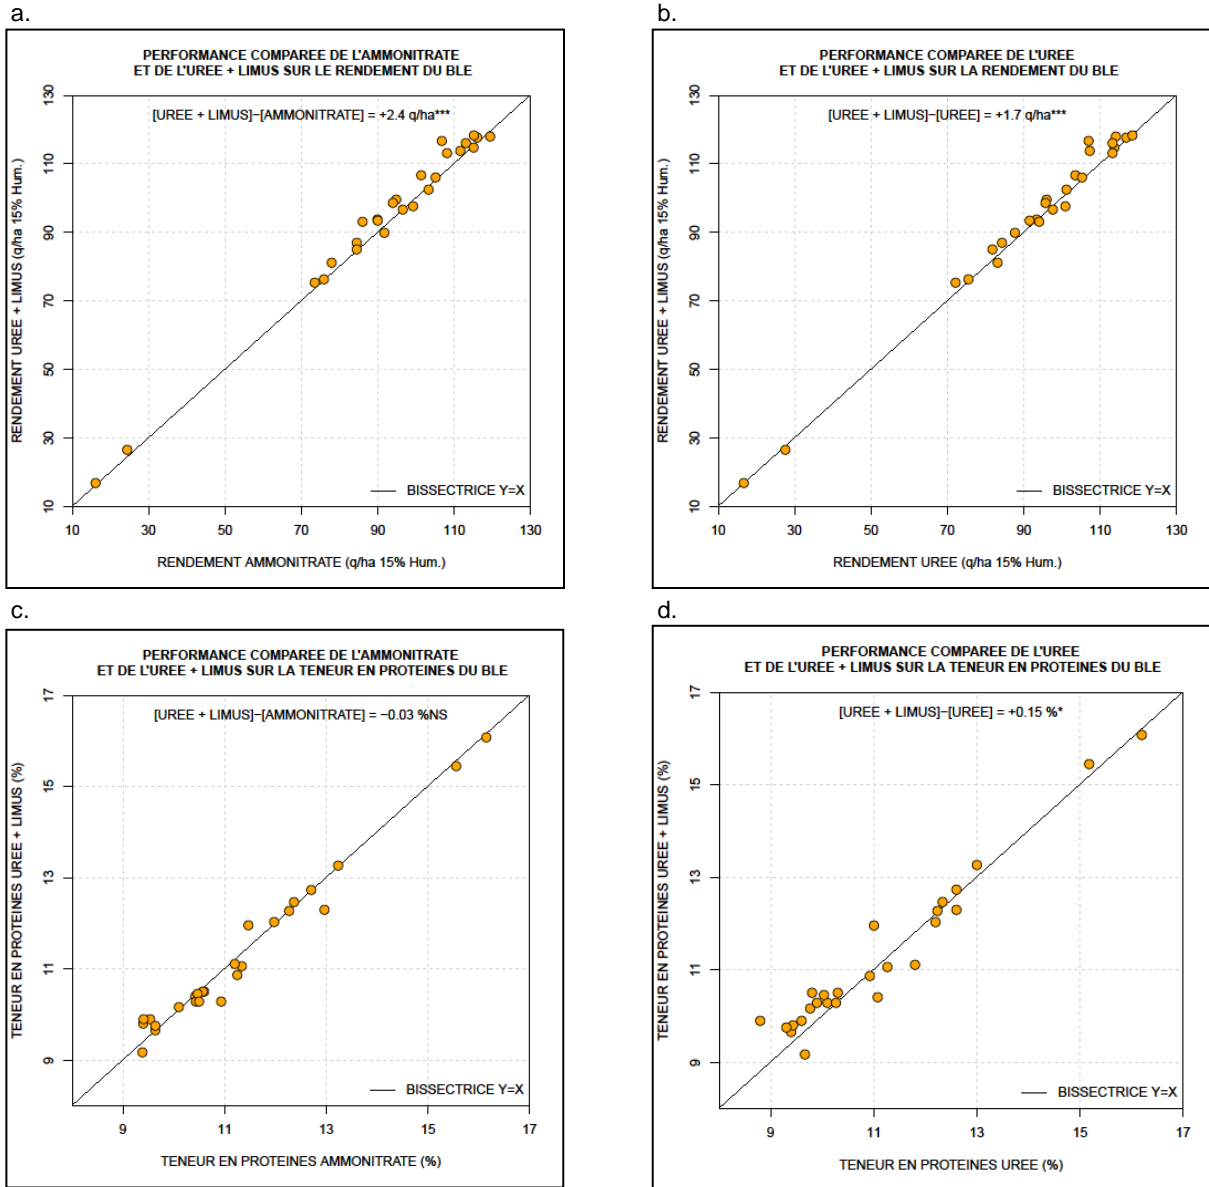 a.
PERFORMANCE COMPAREE DE L'AMMONITRATE
ET DE L'UREE + LIMUS SUR LE RENDEMENT DU BLE
[UREE + LIMUS]−[AMMONITRATE] = +2.4 q/ha***
RENDEMENT UREE + LIMUS (q/ha 15% Hum.)
130
110
90
70
50
30
10
BISSECTRICE Y=X
10 30 50 70 90 110 130
RENDEMENT AMMONITRATE (q/ha 15% Hum.)
b.
PERFORMANCE COMPAREE DE L'UREE
ET DE L'UREE + LIMUS SUR LA RENDEMENT DU BLE
[UREE + LIMUS]−[UREE] = +1.7 q/ha***
RENDEMENT UREE + LIMUS (q/ha 15% Hum.)
130
110
90
70
50
30
10
BISSECTRICE Y=X
10 30 50 70 90 110 130
RENDEMENT UREE (q/ha 15% Hum.)
c.
PERFORMANCE COMPAREE DE L'AMMONITRATE
ET DE L'UREE + LIMUS SUR LA TENEUR EN PROTEINES DU BLE
[UREE + LIMUS]−[AMMONITRATE] = −0.03 %NS
TENEUR EN PROTEINES UREE + LIMUS (%)
17
15
13
11
9
BISSECTRICE Y=X
9 11 13 15 17
TENEUR EN PROTEINES AMMONITRATE (%)
d.
PERFORMANCE COMPAREE DE L'UREE
ET DE L'UREE + LIMUS SUR LA TENEUR EN PROTEINES DU BLE
[UREE + LIMUS]−[UREE] = +0.15 %*
TENEUR EN PROTEINES UREE + LIMUS (%)
17
15
13
11
9
BISSECTRICE Y=X
9 11 13 15 17
TENEUR EN PROTEINES UREE (%)